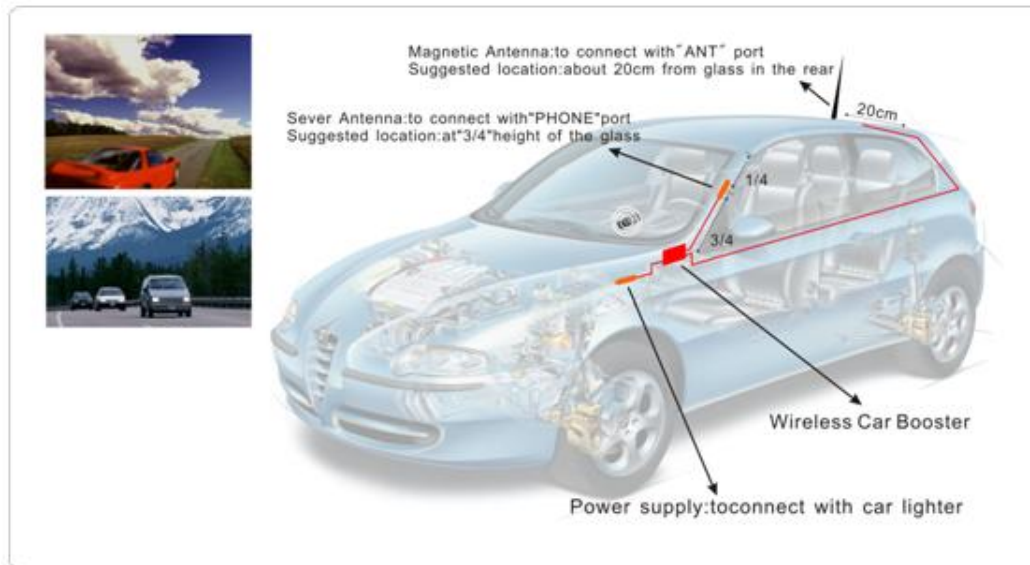 Magnetic Antenna:to connect with"ANT" port
Suggested location:about 20cm from glass in the rear
20cm
Sever Antenna:to connect with"PHONE"port
Suggested location:at"3/4"height of the glass
1/4
3/4
Wireless Car Booster
Power supply:toconnect with car lighter